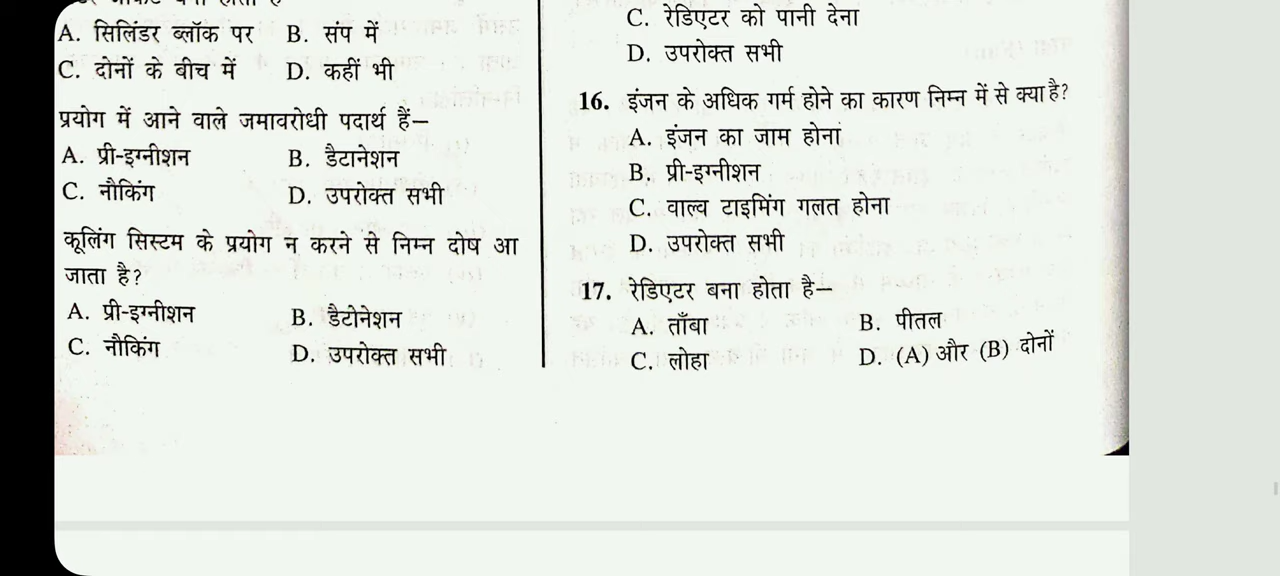 A. सिलिंडर ब्लॉक पर B. संप में
C. दोनों के बीच में D. कहीं भी
प्रयोग में आने वाले जमावरोधी पदार्थ हैं—
A. प्री-इग्नीशन B. डैटानेशन
C. नौकिंग D. उपरोक्त सभी
कूलिंग सिस्टम के प्रयोग न करने से निम्न दोष आ
जाता है?
A. प्री-इग्नीशन B. डैटोनेशन
C. नौकिंग D. उपरोक्त सभी
C. रेडिएटर को पानी देना
D. उपरोक्त सभी
16. इंजन के अधिक गर्म होने का कारण निम्न में से क्या है?
A. इंजन का जाम होना
B. प्री-इग्नीशन
C. वाल्व टाइमिंग गलत होना
D. उपरोक्त सभी
17. रेडिएटर बना होता है—
A. ताँबा B. पीतल
C. लोहा D. (A) और (B) दोनों